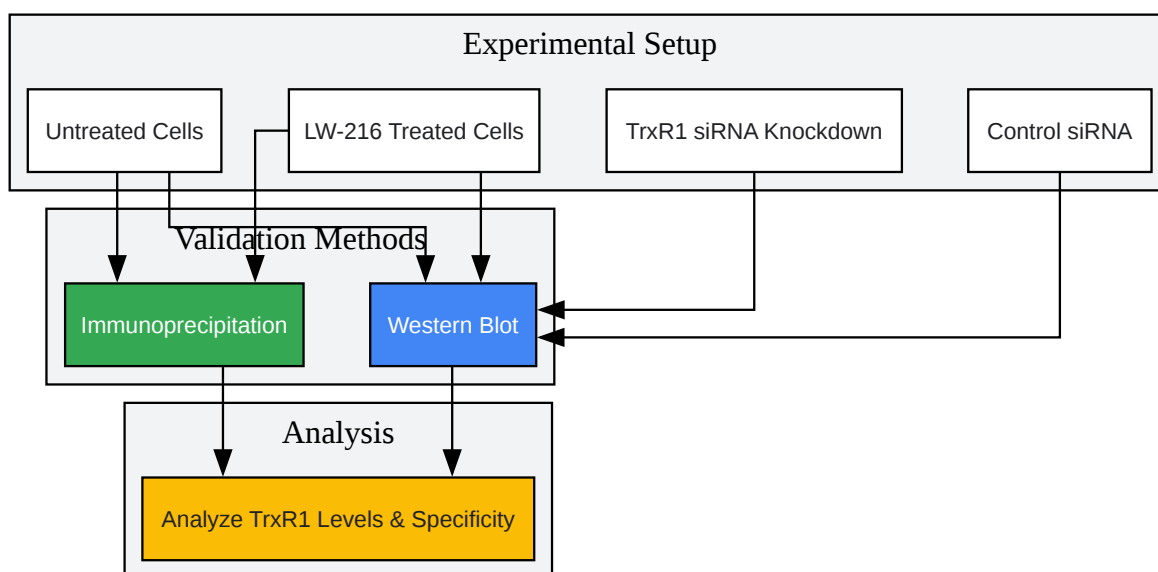 Experimental Setup
Untreated Cells
LW-216 Treated Cells
TrxR1 siRNA Knockdown
Control siRNA
Validation Methods
Immunoprecipitation
Western Blot
Analysis
Analyze TrxR1 Levels & Specificity